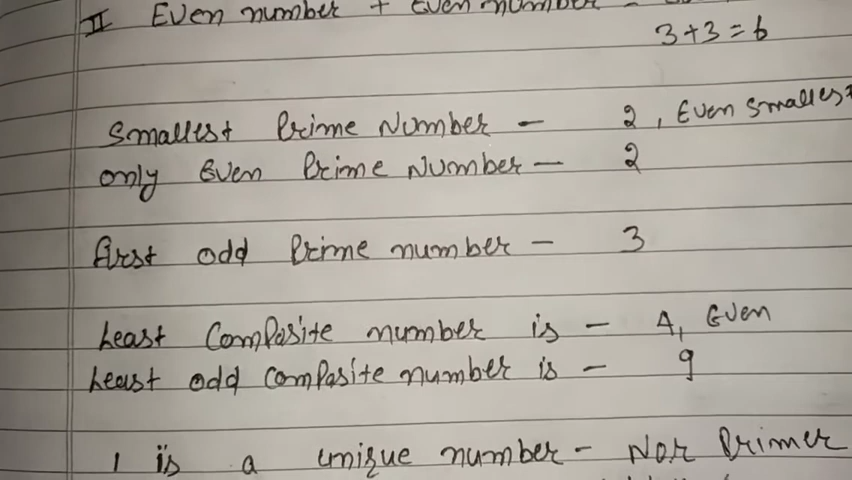 II Even number + Even number -
3+3=6
Smallest Prime Number - 2, Even smallest
only Even Prime Number - 2
first odd Prime number - 3
Least Composite number is - 4, Even
Least odd composite number is - 9
1 is a unique number - Nor Primer